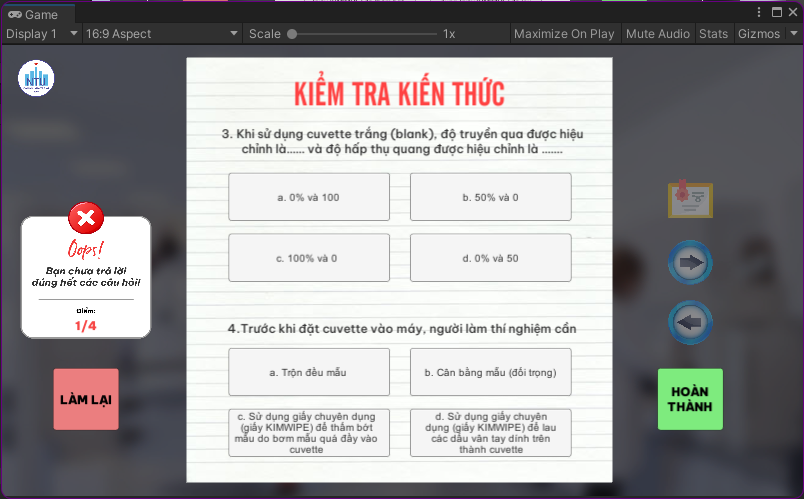 Game
Display 1
16:9 Aspect
Scale
1x
Maximize On Play
Mute Audio
Stats
Gizmos
NTU
KIỂM TRA KIẾN THỨC
3. Khi sử dụng cuvette trắng (blank), độ truyền qua được hiệu
chỉnh là...... và độ hấp thụ quang được hiệu chỉnh là .......
a. 0% và 100
b. 50% và 0
c. 100% và 0
d. 0% và 50
Oops!
Bạn chưa trả lời
đúng hết các câu hỏi!
Điểm:
1/4
4.Trước khi đặt cuvette vào máy, người làm thí nghiệm cần
a. Trộn đều mẫu
b. Cân bằng mẫu (đối trọng)
c. Sử dụng giấy chuyên dụng
(giấy KIMWIPE) để thấm bớt
mẫu do bơm mẫu quá đầy vào
cuvette
d. Sử dụng giấy chuyên
dụng (giấy KIMWIPE) để lau
các dấu vân tay dính trên
thành cuvette
LÀM LẠI
HOÀN
THÀNH